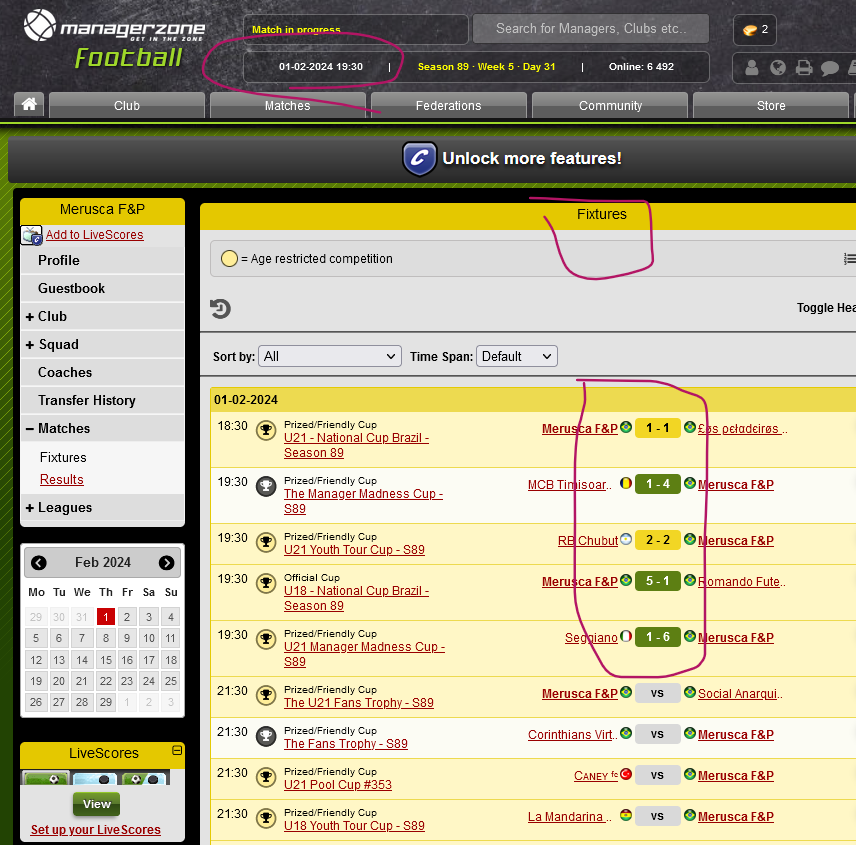 managerzone
GET IN THE ZONE
Football
Match in progress
Search for Managers, Clubs etc..
2
01-02-2024 19:30 | Season 89 · Week 5 · Day 31 | Online: 6 492
Club
Matches
Federations
Community
Store
Unlock more features!
Merusca F&P
Add to LiveScores
Profile
Guestbook
+ Club
+ Squad
Coaches
Transfer History
– Matches
Fixtures
Results
+ Leagues
Feb 2024
Mo Tu We Th Fr Sa Su
29 30 31 1 2 3 4
5 6 7 8 9 10 11
12 13 14 15 16 17 18
19 20 21 22 23 24 25
26 27 28 29 1 2 3
LiveScores
View
Set up your LiveScores
Fixtures
= Age restricted competition
Toggle Hea
Sort by: All Time Span: Default
01-02-2024
18:30 Prized/Friendly Cup
U21 - National Cup Brazil -
Season 89
Merusca F&P 1 - 1 £øs pełαdєirøs ..
19:30 Prized/Friendly Cup
The Manager Madness Cup -
S89
MCB Timisoar.. 1 - 4 Merusca F&P
19:30 Prized/Friendly Cup
U21 Youth Tour Cup - S89
RB Chubut 2 - 2 Merusca F&P
19:30 Official Cup
U18 - National Cup Brazil -
Season 89
Merusca F&P 5 - 1 Romando Fute..
19:30 Prized/Friendly Cup
U21 Manager Madness Cup -
S89
Seggiano 1 - 6 Merusca F&P
21:30 Prized/Friendly Cup
The U21 Fans Trophy - S89
Merusca F&P vs Social Anarqui..
21:30 Prized/Friendly Cup
The Fans Trophy - S89
Corinthians Virt.. vs Merusca F&P
21:30 Prized/Friendly Cup
U21 Pool Cup #353
Caney fc vs Merusca F&P
21:30 Prized/Friendly Cup
U18 Youth Tour Cup - S89
La Mandarina .. vs Merusca F&P